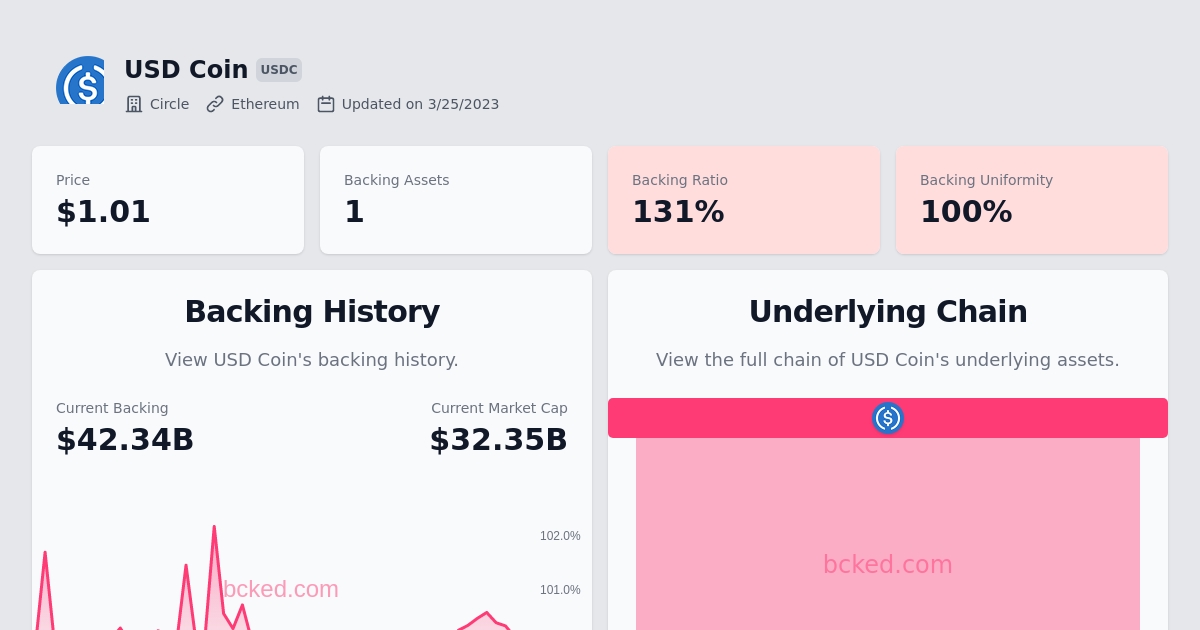 USD Coin USDC
Circle Ethereum Updated on 3/25/2023
Price
$1.01
Backing Assets
1
Backing Ratio
131%
Backing Uniformity
100%
Backing History
View USD Coin's backing history.
Current Backing
$42.34B
Current Market Cap
$32.35B
102.0%
101.0%
bcked.com
Underlying Chain
View the full chain of USD Coin's underlying assets.
bcked.com